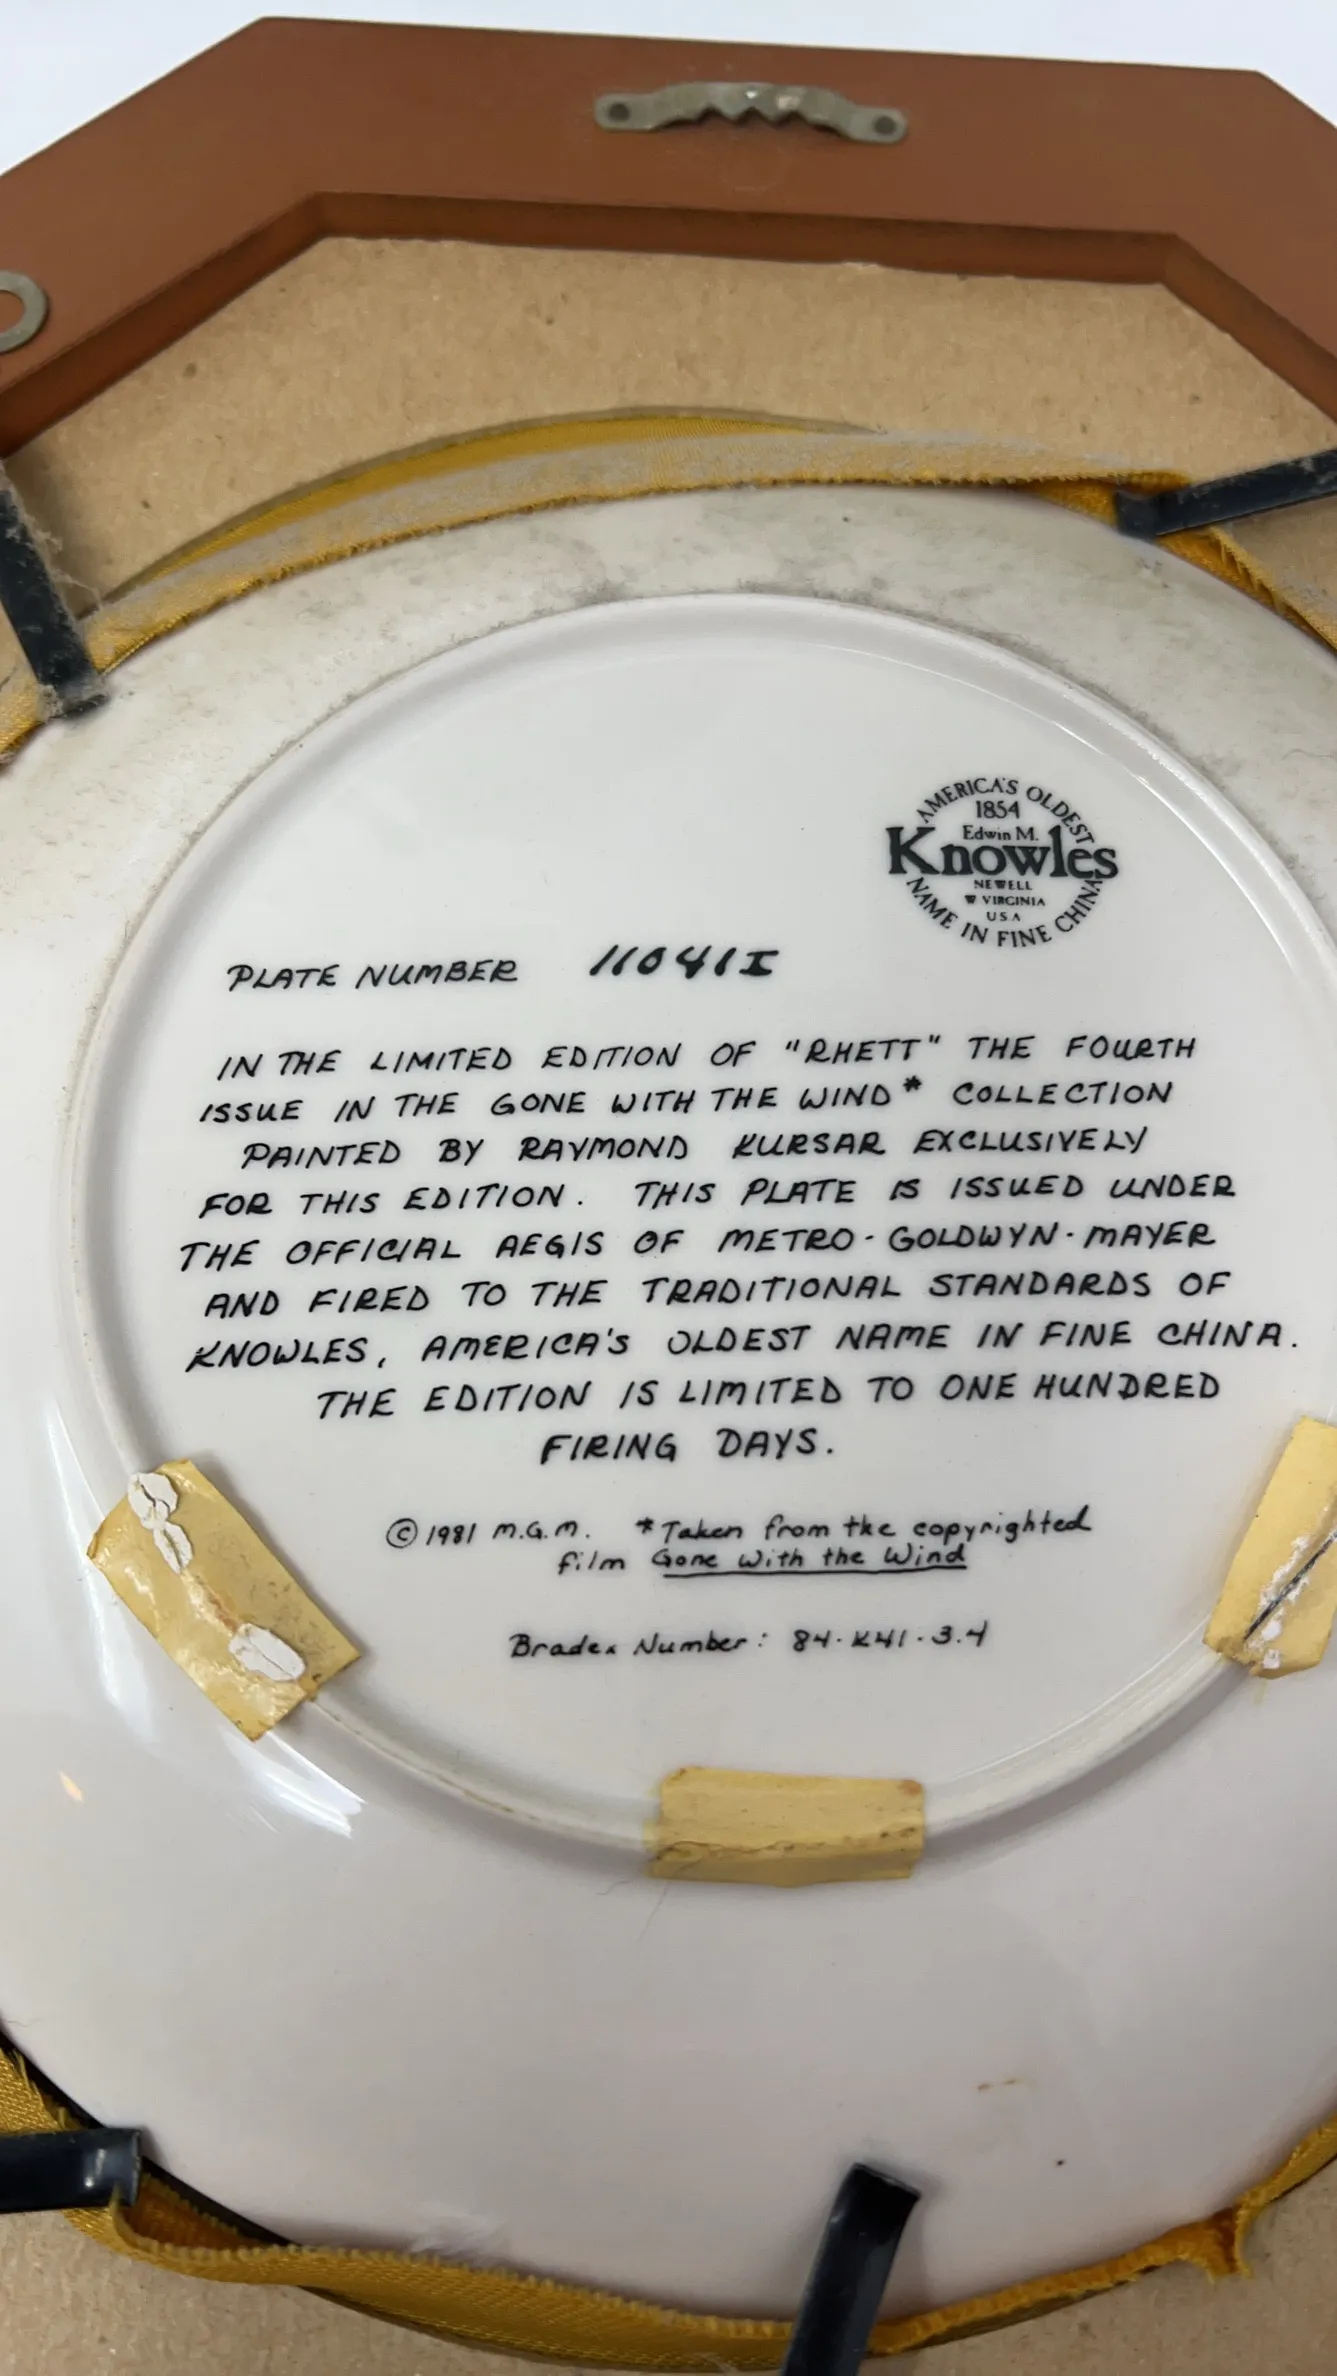 AMERICA'S OLDEST
1854
Edwin M.
Knowles
NEWELL
W VIRGINIA
USA
NAME IN FINE CHINA
PLATE NUMBER 11041I
IN THE LIMITED EDITION OF "RHETT" THE FOURTH
ISSUE IN THE GONE WITH THE WIND* COLLECTION
PAINTED BY RAYMOND KURSAR EXCLUSIVELY
FOR THIS EDITION. THIS PLATE IS ISSUED UNDER
THE OFFICIAL AEGIS OF METRO-GOLDWYN-MAYER
AND FIRED TO THE TRADITIONAL STANDARDS OF
KNOWLES, AMERICA'S OLDEST NAME IN FINE CHINA.
THE EDITION IS LIMITED TO ONE HUNDRED
FIRING DAYS.
© 1981 M.G.M. *Taken from the copyrighted
film Gone With the Wind
Bradex Number: 84-K41-3.4